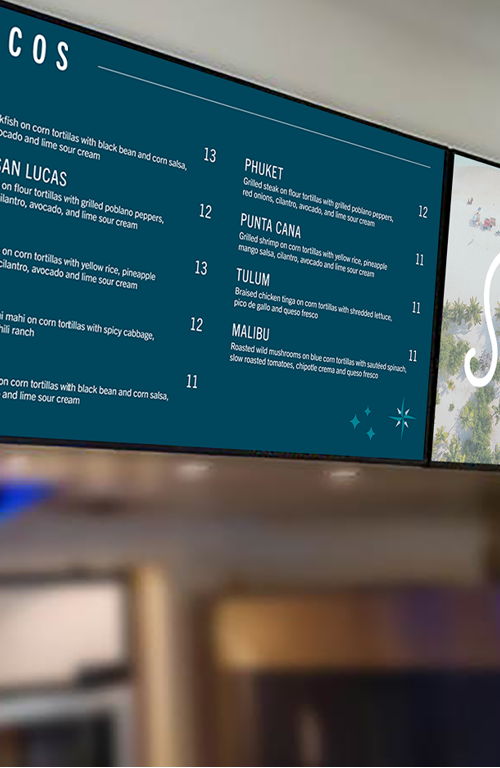 COS
kfish on corn tortillas with black bean and corn salsa,
ocado and lime sour cream
13
AN LUCAS
on flour tortillas with grilled poblano peppers,
ilantro, avocado, and lime sour cream
12
on corn tortillas with yellow rice, pineapple
cilantro, avocado and lime sour cream
13
i mahi on corn tortillas with spicy cabbage,
hili ranch
12
on corn tortillas with black bean and corn salsa,
and lime sour cream
11
PHUKET
Grilled steak on flour tortillas with grilled poblano peppers,
red onions, cilantro, avocado, and lime sour cream
12
PUNTA CANA
Grilled shrimp on corn tortillas with yellow rice, pineapple
mango salsa, cilantro, avocado and lime sour cream
11
TULUM
Braised chicken tinga on corn tortillas with shredded lettuce,
pico de gallo and queso fresco
11
MALIBU
Roasted wild mushrooms on blue corn tortillas with sautéed spinach,
slow roasted tomatoes, chipotle crema and queso fresco
11